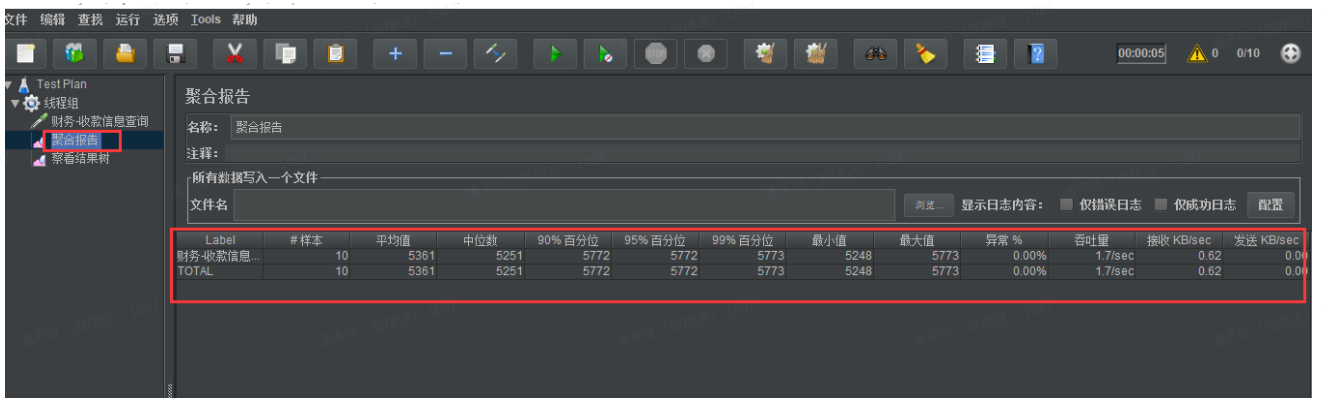 文件 编辑 查找 运行 选项 Tools 帮助
00:00:05 0 0/10
Test Plan
线程组
财务-收款信息查询
聚合报告
察看结果树
聚合报告
名称： 聚合报告
注释：
所有数据写入一个文件
文件名 浏览... 显示日志内容： 仅错误日志 仅成功日志 配置
Label # 样本 平均值 中位数 90% 百分位 95% 百分位 99% 百分位 最小值 最大值 异常 % 吞吐量 接收 KB/sec 发送 KB/sec
财务-收款信息... 10 5361 5251 5772 5772 5773 5248 5773 0.00% 1.7/sec 0.62 0.00
TOTAL 10 5361 5251 5772 5772 5773 5248 5773 0.00% 1.7/sec 0.62 0.00